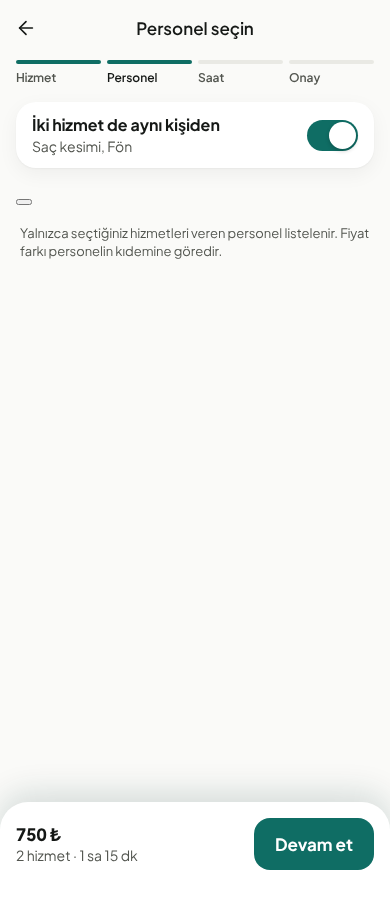 Personel seçin
Hizmet
Personel
Saat
Onay
İki hizmet de aynı kişiden
Saç kesimi, Fön
Yalnızca seçtiğiniz hizmetleri veren personel listelenir. Fiyat
farkı personelin kıdemine göredir.
750 ₺
2 hizmet · 1 sa 15 dk
Devam et